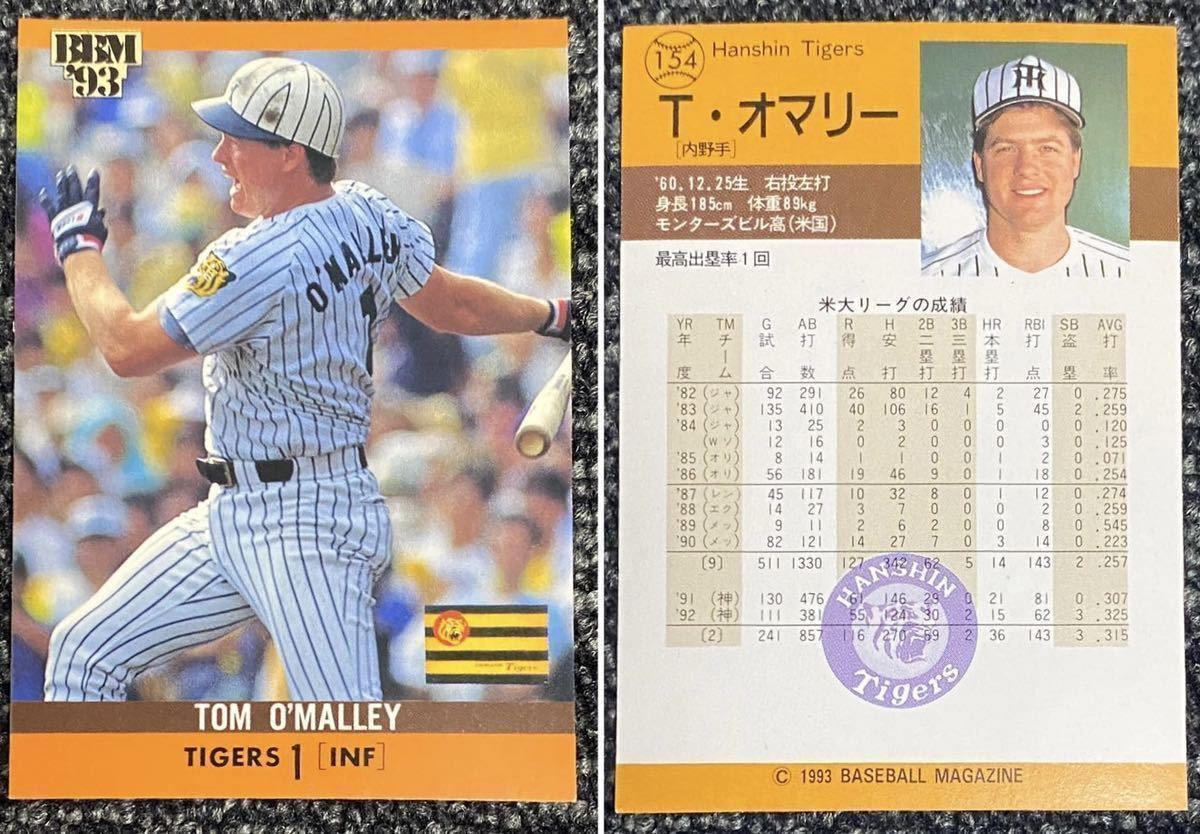 BBM
'93
O'MALLEY
Tigers
TOM O'MALLEY
TIGERS 1 [INF]
154 Hanshin Tigers
T・オマリー
[内野手]
'60.12.25生 右投左打
身長185cm 体重89kg
モンターズビル高(米国)
最高出塁率1回
米大リーグの成績
YR TM G AB R H 2B 3B HR RBI SB AVG
年度 チーム 試合 打数 得点 安打 二塁打 三塁打 本塁打 打点 盗塁 打率
'82 (ジャ) 92 291 26 80 12 4 2 27 0 .275
'83 (ジャ) 135 410 40 106 16 1 5 45 2 .259
'84 (ジャ) 13 25 2 3 0 0 0 0 0 .120
(Wソ) 12 16 0 2 0 0 0 3 0 .125
'85 (オリ) 8 14 1 1 0 0 1 2 0 .071
'86 (オリ) 56 181 19 46 9 0 1 18 0 .254
'87 (レン) 45 117 10 32 8 0 1 12 0 .274
'88 (エク) 14 27 3 7 0 0 0 2 0 .259
'89 (メッ) 9 11 2 6 2 0 0 8 0 .545
'90 (メッ) 82 121 14 27 7 0 3 14 0 .223
[9] 511 1330 127 342 62 5 14 143 2 .257
'91 (神) 130 476 61 146 29 0 21 81 0 .307
'92 (神) 111 381 55 124 30 2 15 62 3 .325
[2] 241 857 116 270 59 2 36 143 3 .315
HANSHIN
Tigers
© 1993 BASEBALL MAGAZINE